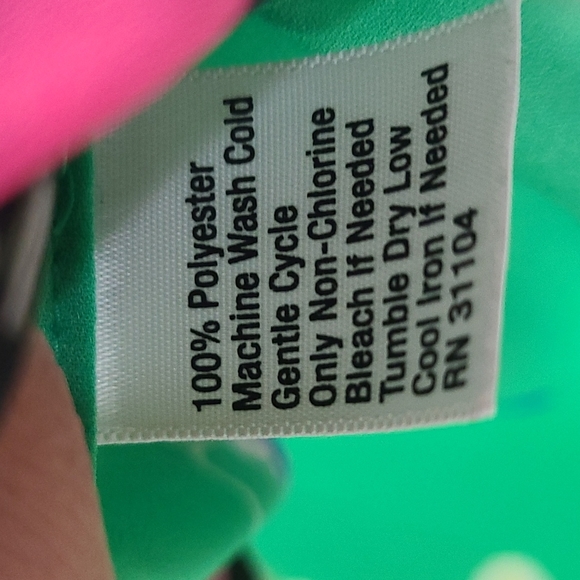 100% Polyester
Machine Wash Cold
Gentle Cycle
Only Non-Chlorine
Bleach If Needed
Tumble Dry Low
Cool Iron If Needed
RN 31104